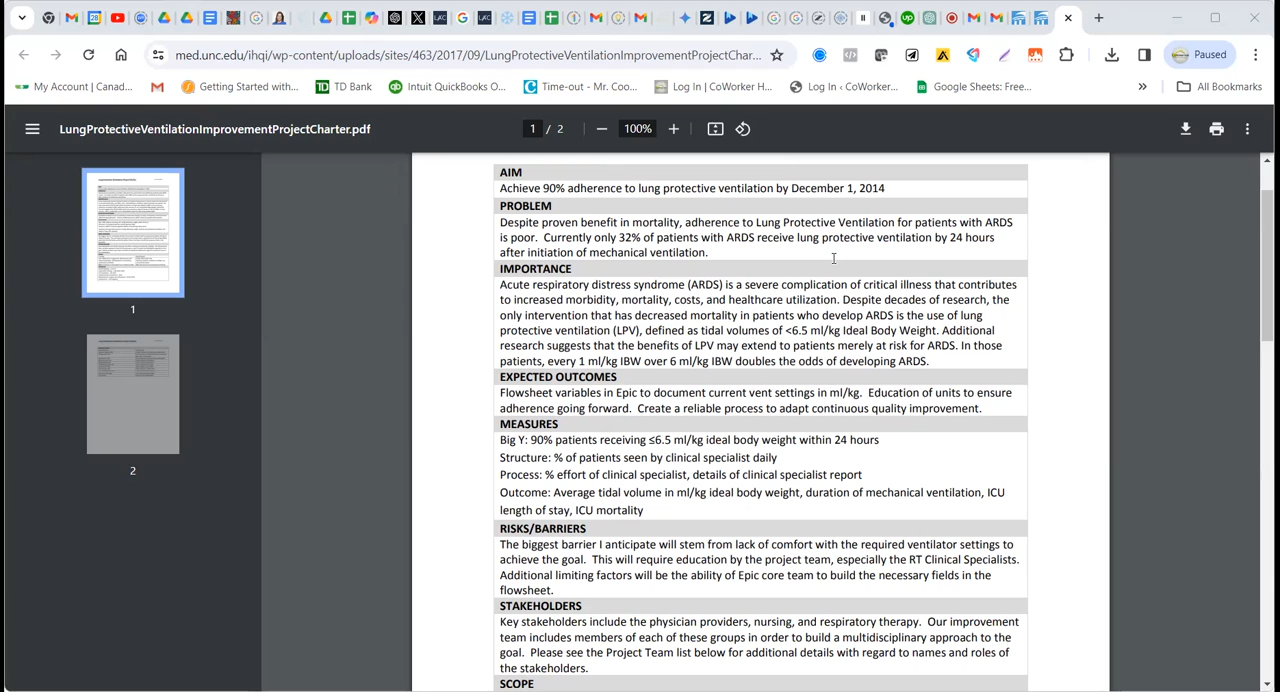 31
Paused
med.unc.edu/ihqi/wp-content/uploads/sites/463/2017/09/LungProtectiveVentilationImprovementProjectChar...
My Account | Canad...
Getting Started with...
TD Bank
Intuit QuickBooks O...
Time-out - Mr. Coo...
Log In | CoWorker H...
Log In ‹ CoWorker...
Google Sheets: Free...
All Bookmarks
LungProtectiveVentilationImprovementProjectCharter.pdf
1 / 2
100%
1
2
AIM
Achieve 90% adherence to lung protective ventilation by December 1, 2014
PROBLEM
Despite proven benefit in mortality, adherence to Lung Protective Ventilation for patients with ARDS
is poor. Currently only 32% of patients with ARDS receive lung protective ventilation by 24 hours
after initiation of mechanical ventilation.
IMPORTANCE
Acute respiratory distress syndrome (ARDS) is a severe complication of critical illness that contributes
to increased morbidity, mortality, costs, and healthcare utilization. Despite decades of research, the
only intervention that has decreased mortality in patients who develop ARDS is the use of lung
protective ventilation (LPV), defined as tidal volumes of <6.5 ml/kg Ideal Body Weight. Additional
research suggests that the benefits of LPV may extend to patients merely at risk for ARDS. In those
patients, every 1 ml/kg IBW over 6 ml/kg IBW doubles the odds of developing ARDS.
EXPECTED OUTCOMES
Flowsheet variables in Epic to document current vent settings in ml/kg. Education of units to ensure
adherence going forward. Create a reliable process to adapt continuous quality improvement.
MEASURES
Big Y: 90% patients receiving ≤6.5 ml/kg ideal body weight within 24 hours
Structure: % of patients seen by clinical specialist daily
Process: % effort of clinical specialist, details of clinical specialist report
Outcome: Average tidal volume in ml/kg ideal body weight, duration of mechanical ventilation, ICU
length of stay, ICU mortality
RISKS/BARRIERS
The biggest barrier I anticipate will stem from lack of comfort with the required ventilator settings to
achieve the goal. This will require education by the project team, especially the RT Clinical Specialists.
Additional limiting factors will be the ability of Epic core team to build the necessary fields in the
flowsheet.
STAKEHOLDERS
Key stakeholders include the physician providers, nursing, and respiratory therapy. Our improvement
team includes members of each of these groups in order to build a multidisciplinary approach to the
goal. Please see the Project Team list below for additional details with regard to names and roles of
the stakeholders.
SCOPE